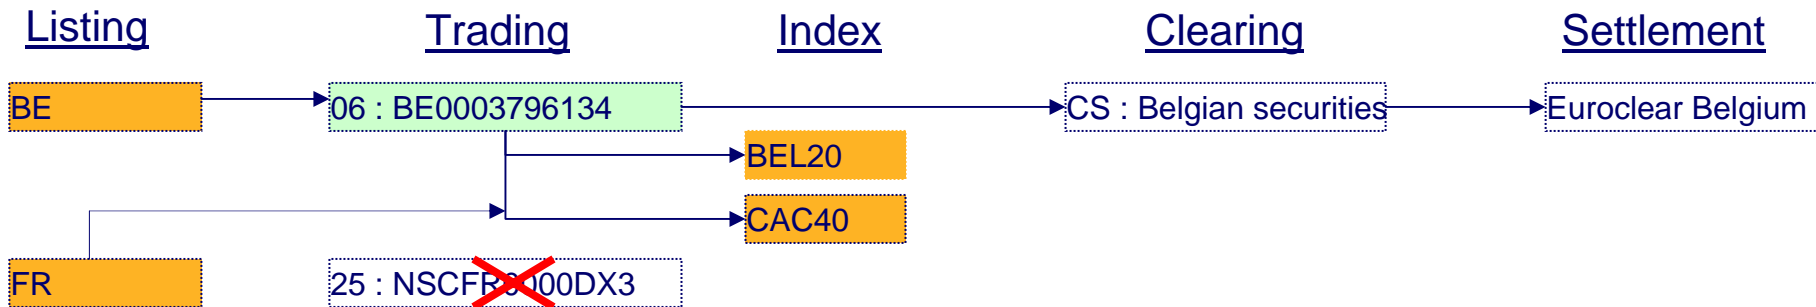 Listing Trading Index Clearing Settlement
BE 06 : BE0003796134 CS : Belgian securities Euroclear Belgium
BEL20
CAC40
FR 25 : NSCFR0000DX3